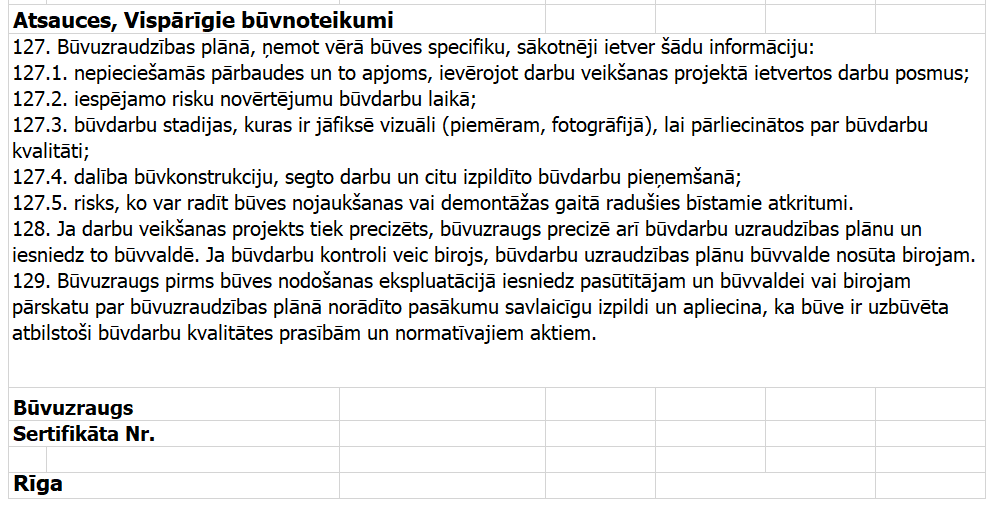 Atsauces, Vispārīgie būvnoteikumi
127. Būvuzraudzības plānā, ņemot vērā būves specifiku, sākotnēji ietver šādu informāciju:
127.1. nepieciešamās pārbaudes un to apjoms, ievērojot darbu veikšanas projektā ietvertos darbu posmus;
127.2. iespējamo risku novērtējumu būvdarbu laikā;
127.3. būvdarbu stadijas, kuras ir jāfiksē vizuāli (piemēram, fotogrāfijā), lai pārliecinātos par būvdarbu
kvalitāti;
127.4. dalība būvkonstrukciju, segto darbu un citu izpildīto būvdarbu pieņemšanā;
127.5. risks, ko var radīt būves nojaukšanas vai demontāžas gaitā radušies bīstamie atkritumi.
128. Ja darbu veikšanas projekts tiek precizēts, būvuzraugs precizē arī būvdarbu uzraudzības plānu un
iesniedz to būvvaldē. Ja būvdarbu kontroli veic birojs, būvdarbu uzraudzības plānu būvvalde nosūta birojam.
129. Būvuzraugs pirms būves nodošanas ekspluatācijā iesniedz pasūtītājam un būvvaldei vai birojam
pārskatu par būvuzraudzības plānā norādīto pasākumu savlaicīgu izpildi un apliecina, ka būve ir uzbūvēta
atbilstoši būvdarbu kvalitātes prasībām un normatīvajiem aktiem.
Būvuzraugs
Sertifikāta Nr.
Rīga